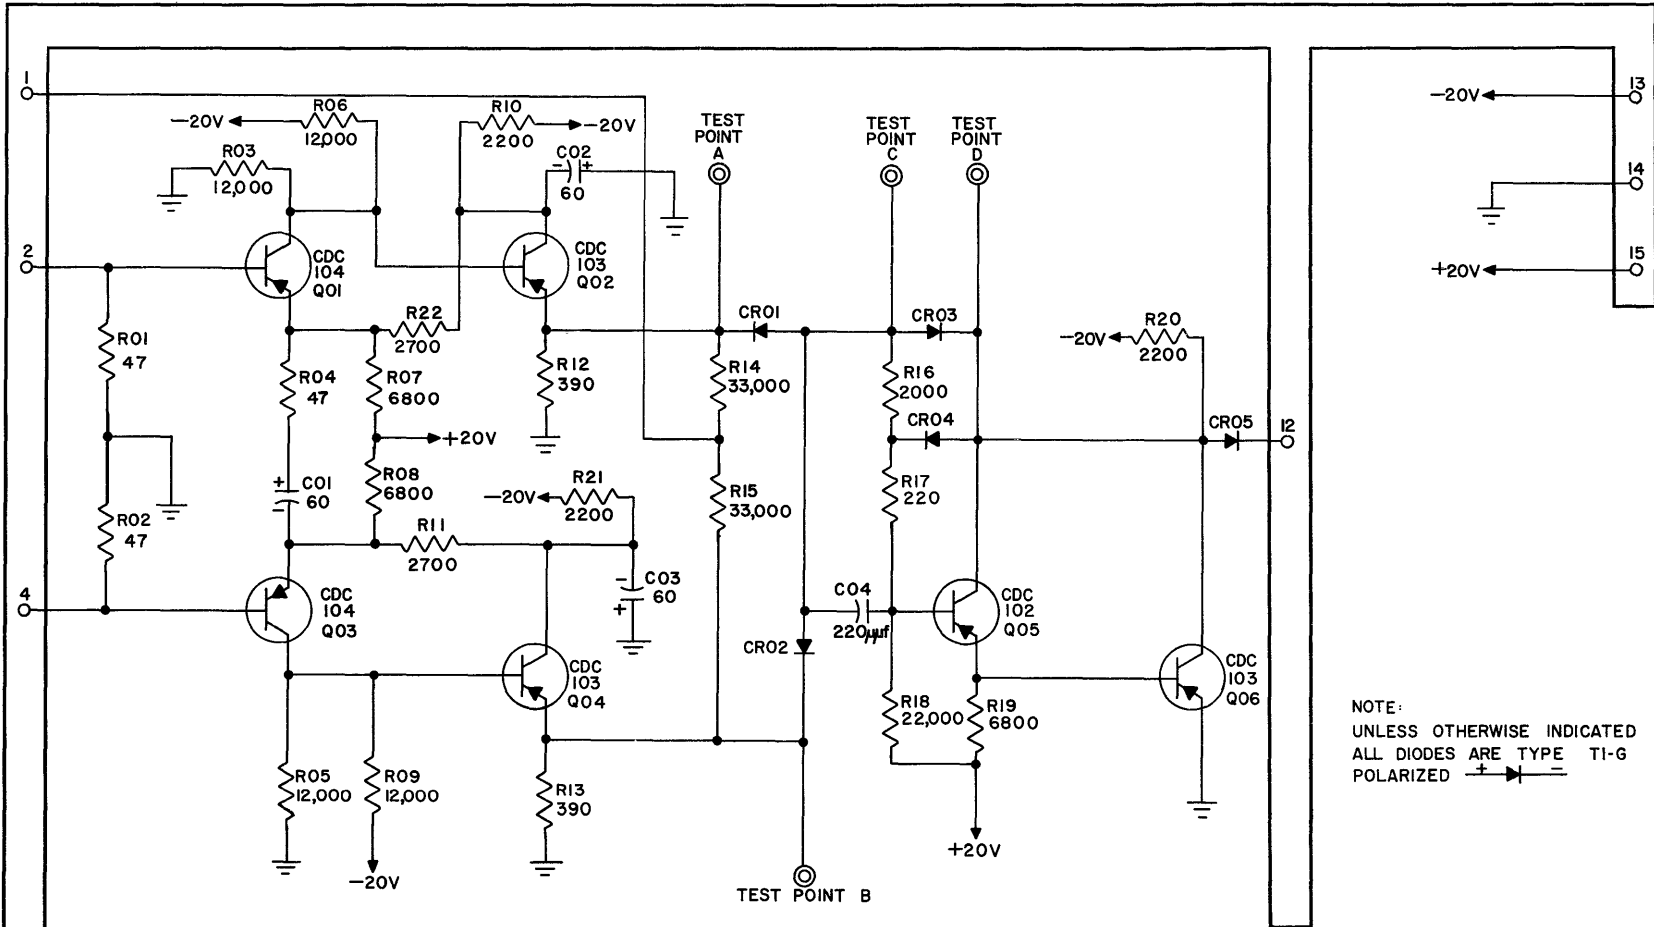 1
−20V
R06
12,000
R10
2200
−20V
R03
12,000
C02
- +
60
TEST
POINT
A
TEST
POINT
C
TEST
POINT
D
−20V
13
14
+20V
15
2
CDC
104
Q01
CDC
103
Q02
R01
47
R22
2700
R04
47
R07
6800
R12
390
CR01
R14
33,000
CR03
R16
2000
CR04
−20V
R20
2200
CR05
12
+20V
R02
47
+
C01
60
-
R08
6800
−20V
R21
2200
R15
33,000
R17
220
R11
2700
-
C03
60
+
4
CDC
104
Q03
C04
220μμf
CDC
102
Q05
CR02
CDC
103
Q04
CDC
103
Q06
R18
22,000
R19
6800
R05
12,000
R09
12,000
R13
390
−20V
+20V
TEST POINT B
NOTE:
UNLESS OTHERWISE INDICATED
ALL DIODES ARE TYPE TI-G
POLARIZED + −